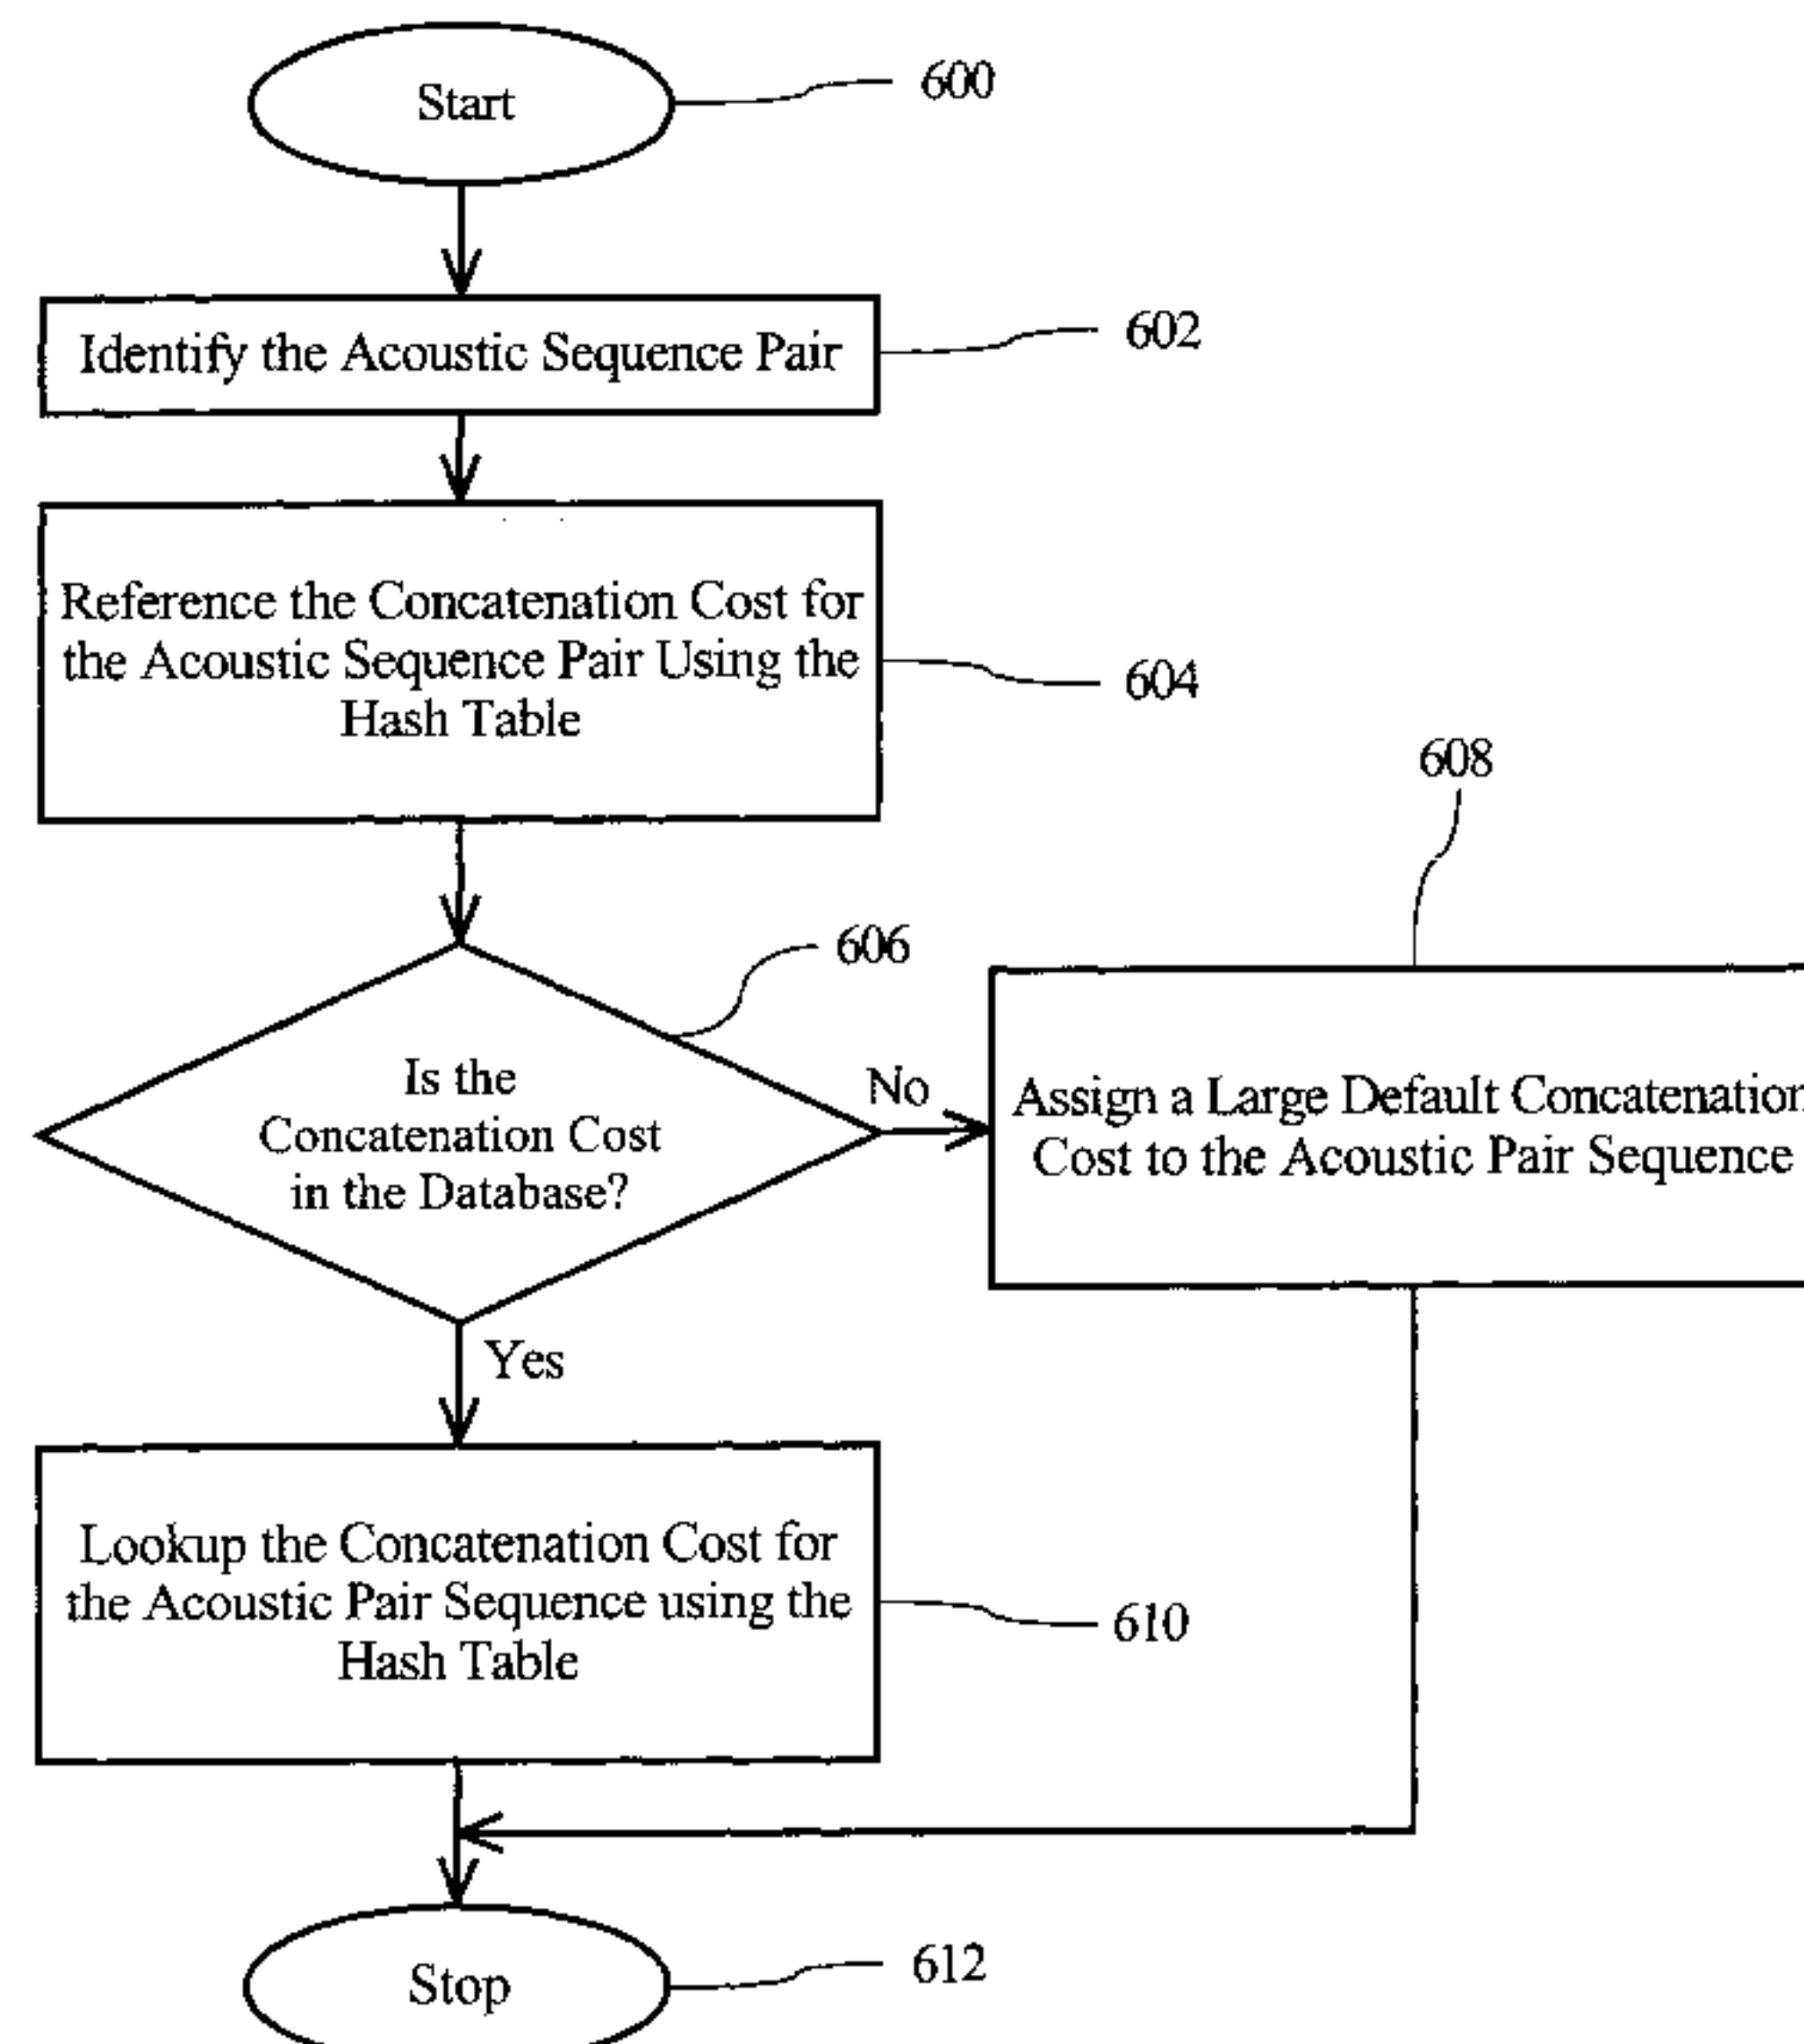 Start
600
Identify the Acoustic Sequence Pair
602
Reference the Concatenation Cost for
the Acoustic Sequence Pair Using the
Hash Table
604
608
606
Is the
Concatenation Cost
in the Database?
No
Assign a Large Default Concatenation
Cost to the Acoustic Pair Sequence
Yes
Lookup the Concatenation Cost for
the Acoustic Pair Sequence using the
Hash Table
610
Stop
612